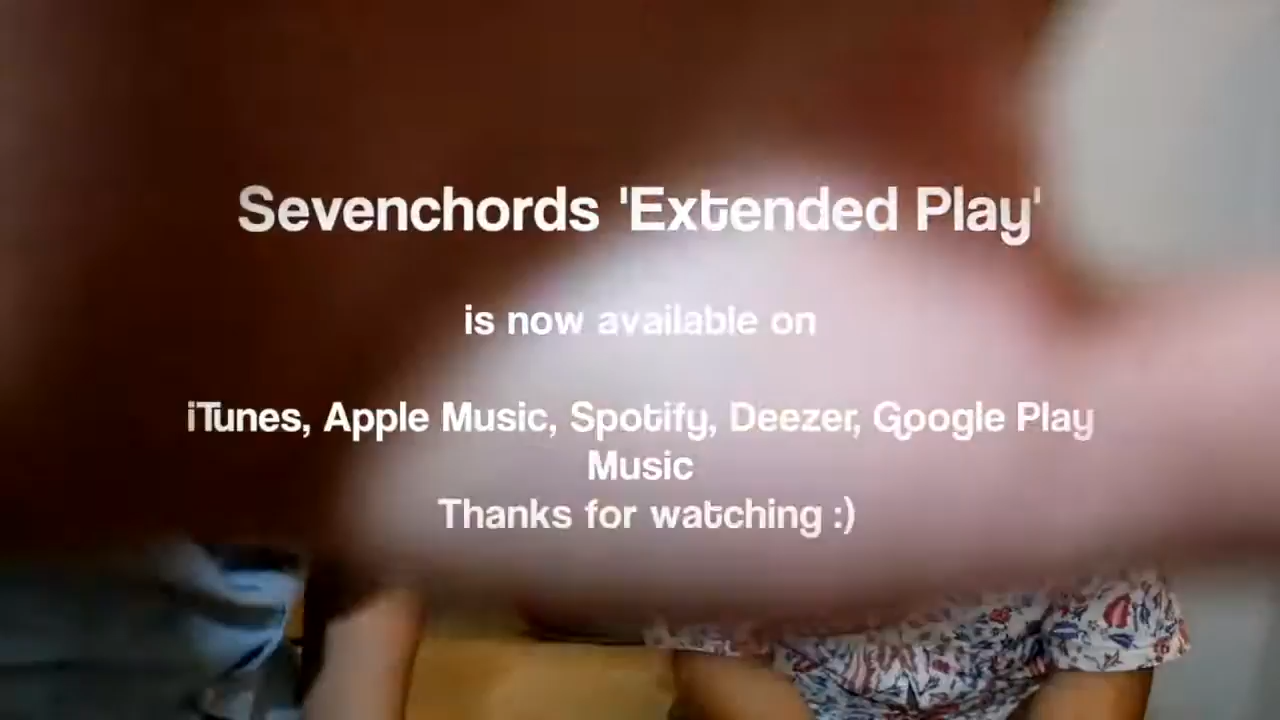 Sevenchords 'Extended Play'
is now available on
iTunes, Apple Music, Spotify, Deezer, Google Play
Music
Thanks for watching :)